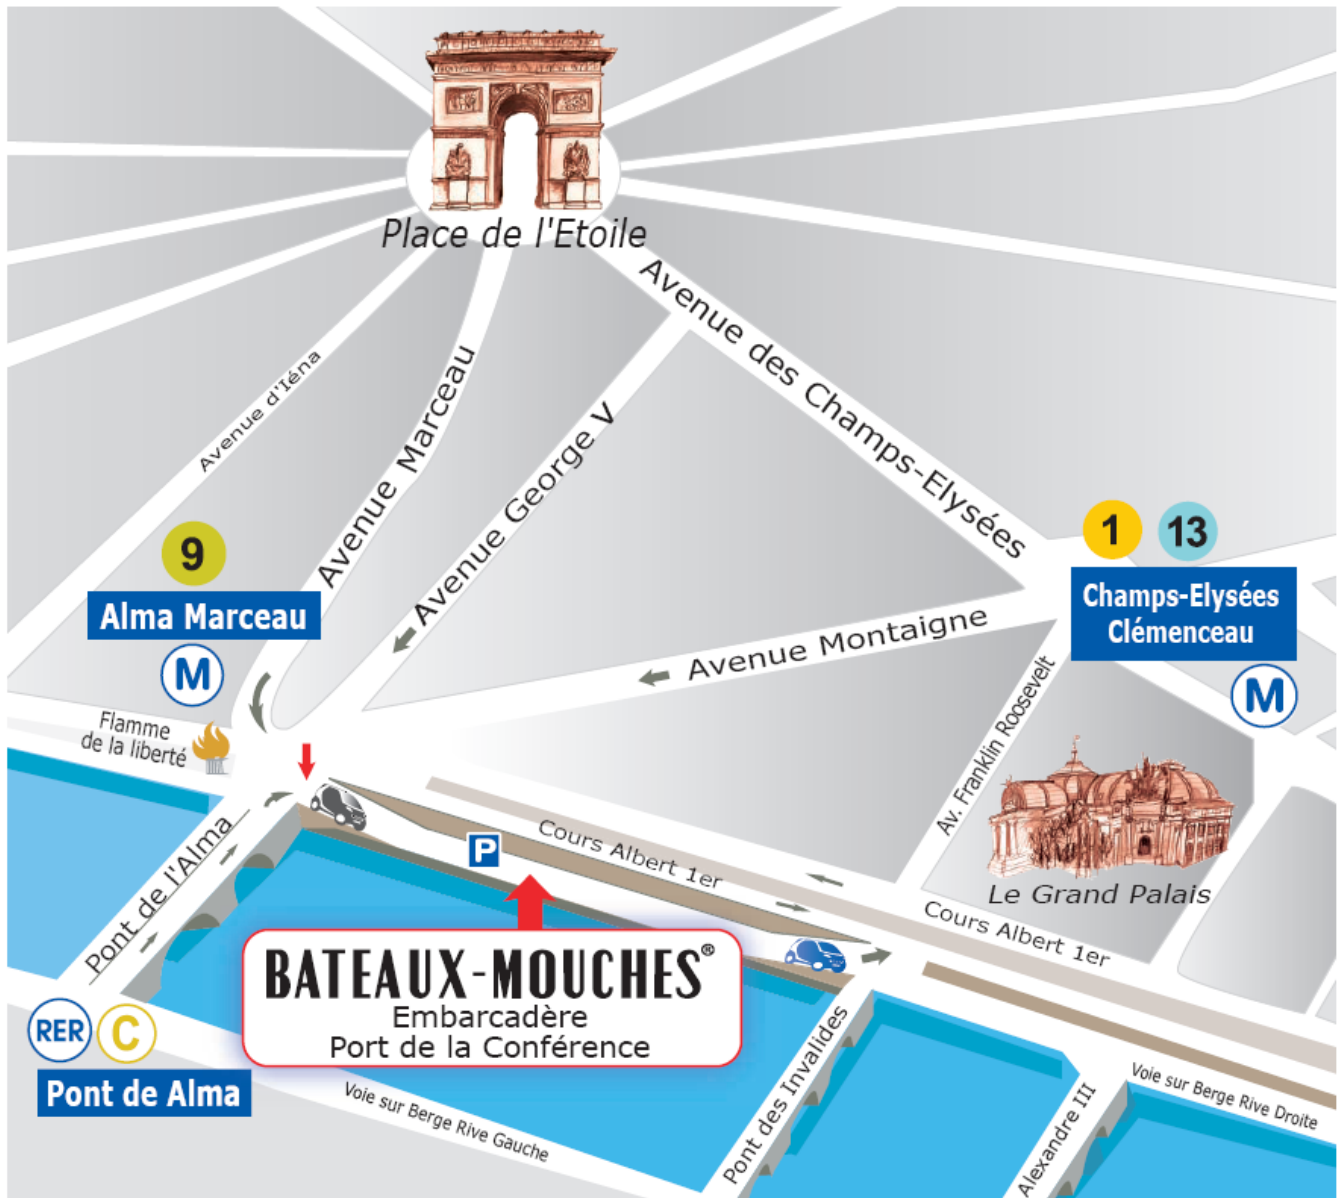 Place de l'Etoile
Avenue des Champs-Elysées
Avenue d'Iéna
Avenue Marceau
Avenue George V
9
Alma Marceau
M
1
13
Champs-Elysées
Clémenceau
M
Avenue Montaigne
Av. Franklin Roosevelt
Flamme
de la liberté
Pont de l'Alma
P
Cours Albert 1er
Le Grand Palais
Cours Albert 1er
BATEAUX-MOUCHES®
Embarcadère
Port de la Conférence
RER
C
Pont de Alma
Voie sur Berge Rive Gauche
Pont des Invalides
Alexandre III
Voie sur Berge Rive Droite